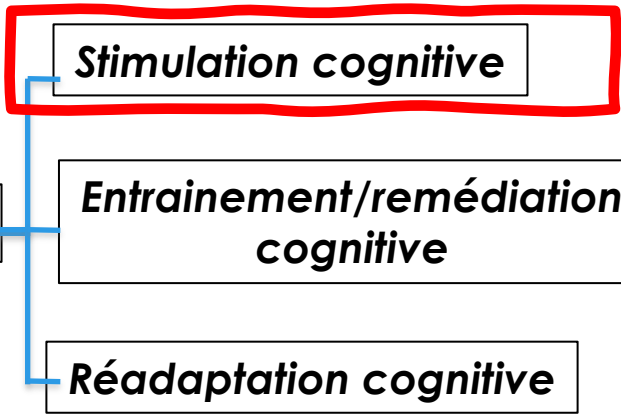 Stimulation cognitive
Entrainement/remédiation
cognitive
Réadaptation cognitive